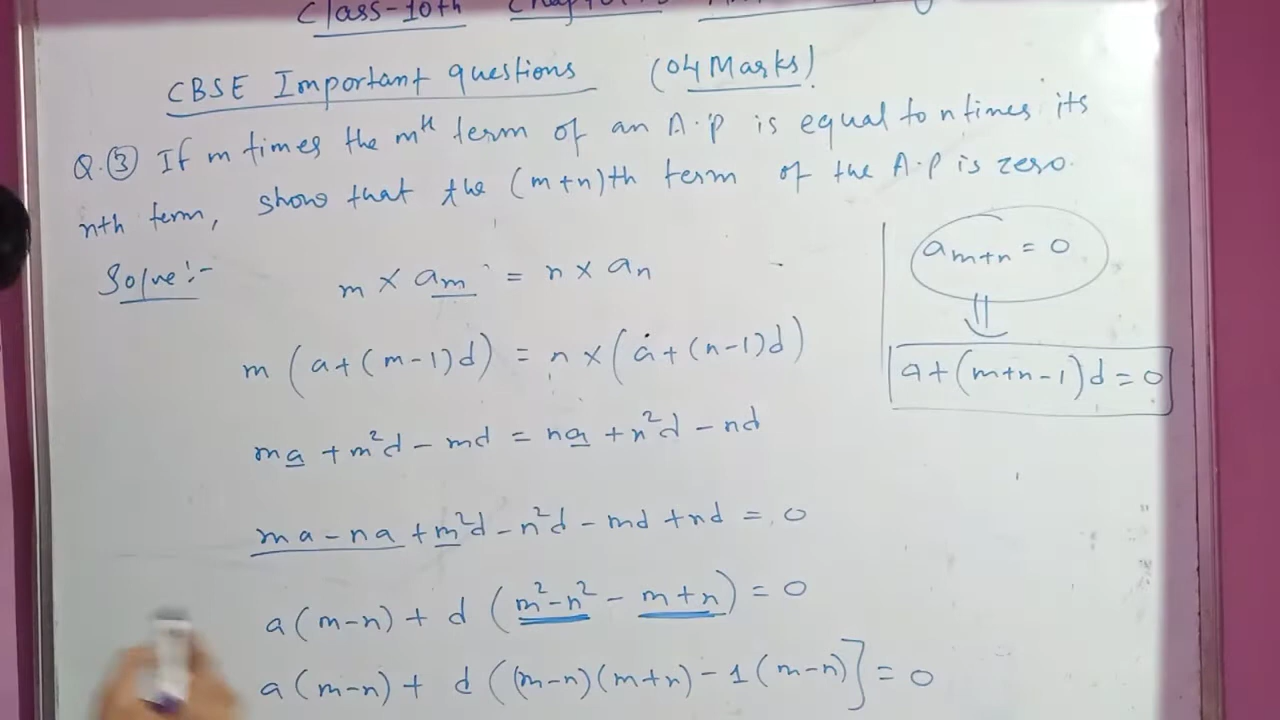 Class-10th
CBSE Important questions (04 Marks)
Q.③ If m times the mth term of an A.P is equal to n times its
nth term, show that the (m+n)th term of the A.P is zero.
Solve:-
m × am = n × an
am+n = 0
⇓
a+(m+n-1)d = 0
m (a+(m-1)d) = n×(a+(n-1)d)
ma + m²d - md = na + n²d - nd
ma - na + m²d - n²d - md + nd = 0
a(m-n) + d (m²-n² - m+n) = 0
a(m-n) + d ((m-n)(m+n) - 1(m-n)] = 0